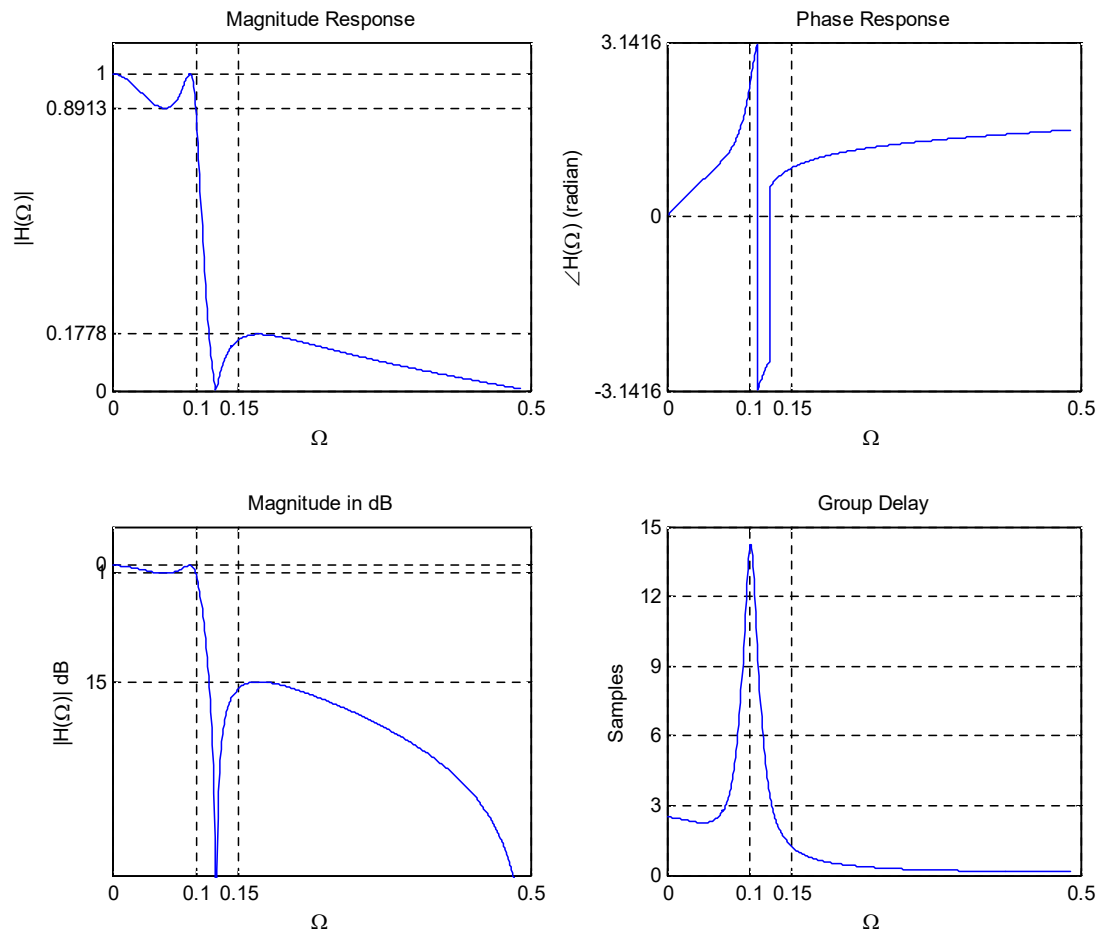 Magnitude Response
1
0.8913
0.1778
0
|H(Ω)|
0
0.1
0.15
0.5
Ω
Phase Response
3.1416
0
-3.1416
∠H(Ω) (radian)
0
0.1
0.15
0.5
Ω
Magnitude in dB
0
1
15
|H(Ω)| dB
0
0.1
0.15
0.5
Ω
Group Delay
15
12
9
6
3
0
Samples
0
0.1
0.15
0.5
Ω